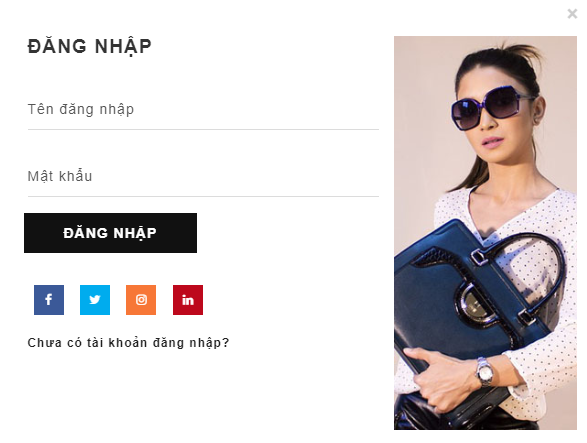 ĐĂNG NHẬP
Tên đăng nhập
Mật khẩu
ĐĂNG NHẬP
Chưa có tài khoản đăng nhập?